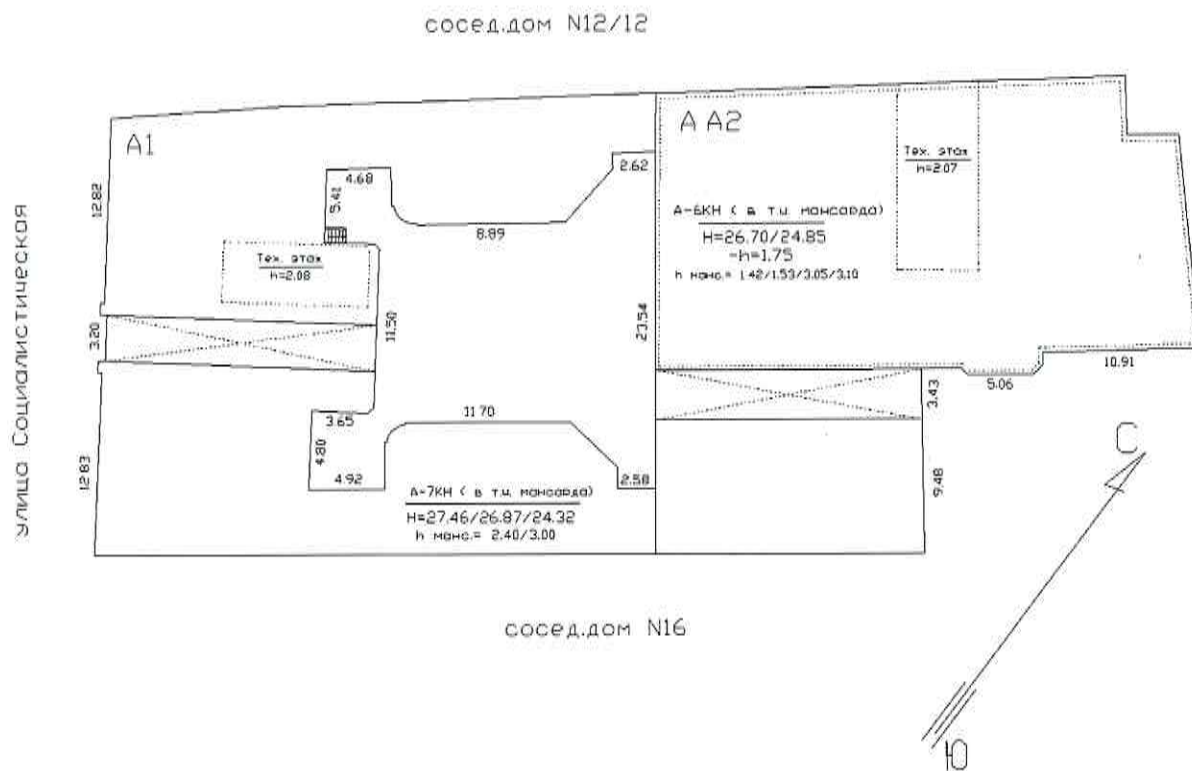 сосед.дом N12/12
A1
A A2
2.62
Тех. этаж
h=2.07
4.68
5.41
12.82
8.89
А-6КН ( в т.ч. мансарда)
H=26.70/24.85
-h=1.75
h манс.= 1.42/1.53/3.05/3.10
Тех. этаж
h=2.08
улица Социалистическая
3.20
11.50
23.54
10.91
5.06
3.43
3.65
11.70
4.80
4.92
2.58
12.83
9.48
А-7КН ( в т.ч. мансарда)
H=27.46/26.87/24.32
h манс.= 2.40/3.00
С
сосед.дом N16
Ю